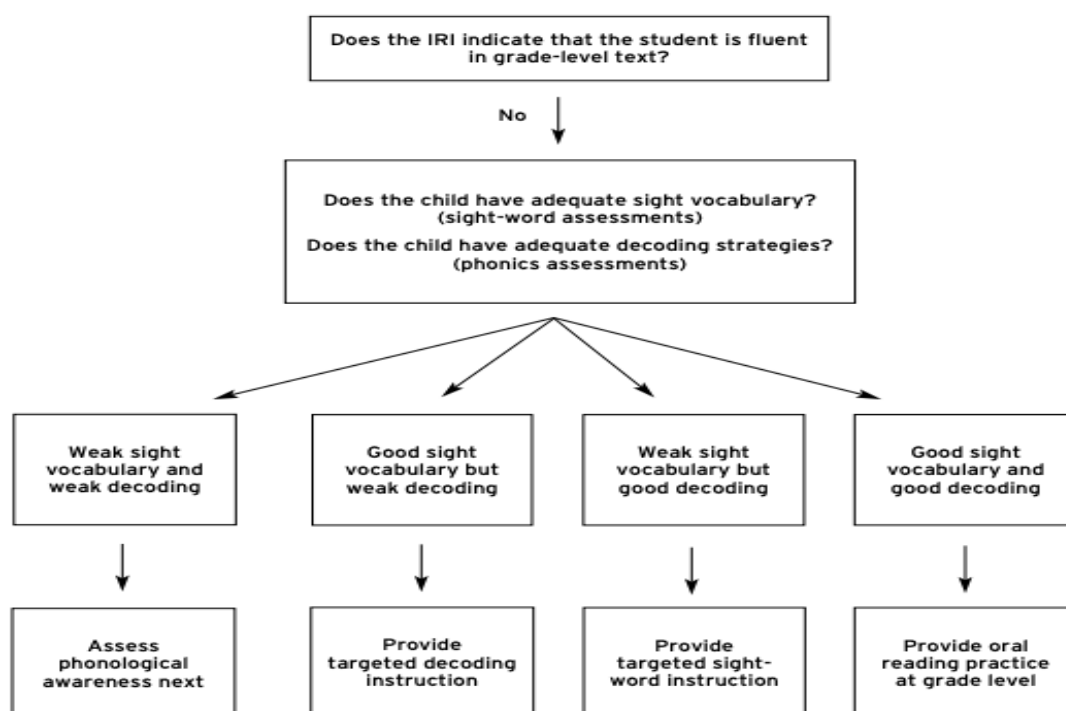 Does the IRI indicate that the student is fluent
in grade-level text?
No
Does the child have adequate sight vocabulary?
(sight-word assessments)
Does the child have adequate decoding strategies?
(phonics assessments)
Weak sight
vocabulary and
weak decoding
Good sight
vocabulary but
weak decoding
Weak sight
vocabulary but
good decoding
Good sight
vocabulary and
good decoding
Assess
phonological
awareness next
Provide
targeted decoding
instruction
Provide
targeted sight-
word instruction
Provide oral
reading practice
at grade level